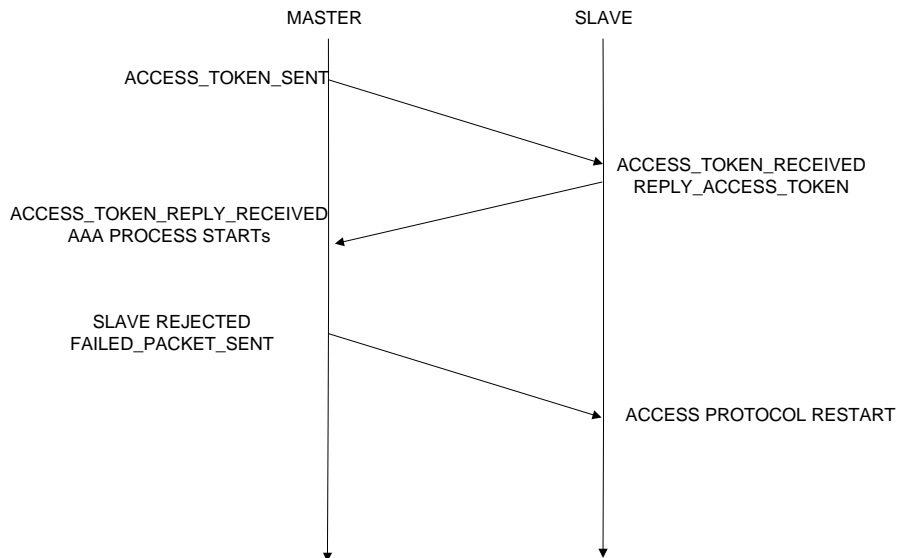 MASTER
SLAVE
ACCESS_TOKEN_SENT
ACCESS_TOKEN_RECEIVED
REPLY_ACCESS_TOKEN
ACCESS_TOKEN_REPLY_RECEIVED
AAA PROCESS STARTs
SLAVE REJECTED
FAILED_PACKET_SENT
ACCESS PROTOCOL RESTART